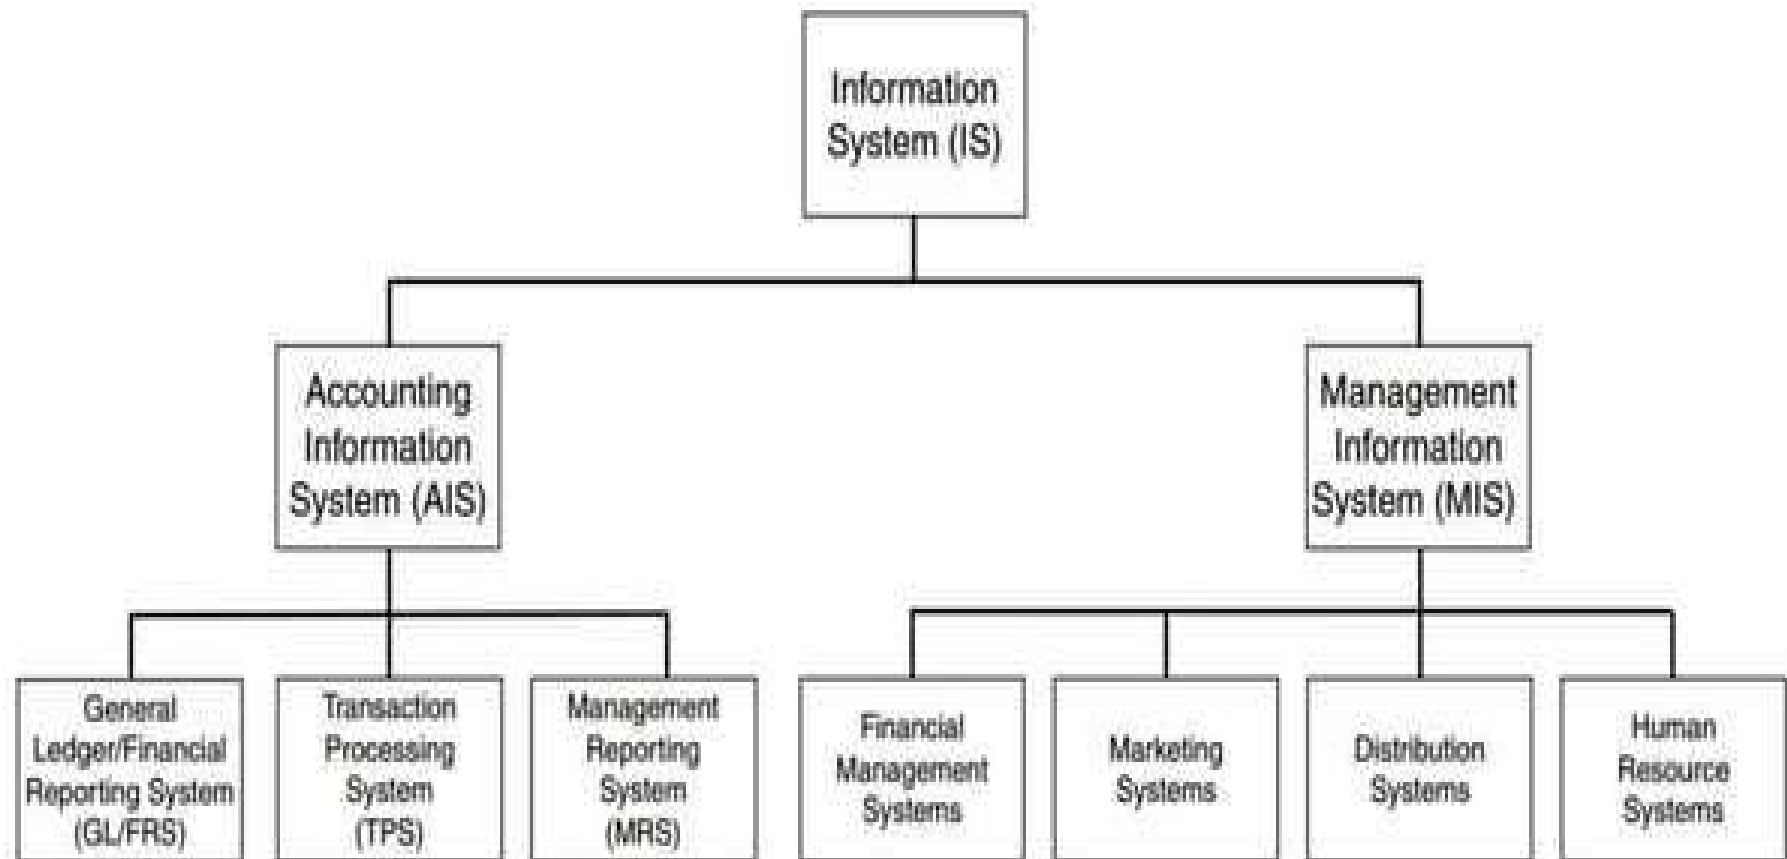 Information
System (IS)
Accounting
Information
System (AIS)
Management
Information
System (MIS)
General
Ledger/Financial
Reporting System
(GL/FRS)
Transaction
Processing
System
(TPS)
Management
Reporting
System
(MRS)
Financial
Management
Systems
Marketing
Systems
Distribution
Systems
Human
Resource
Systems